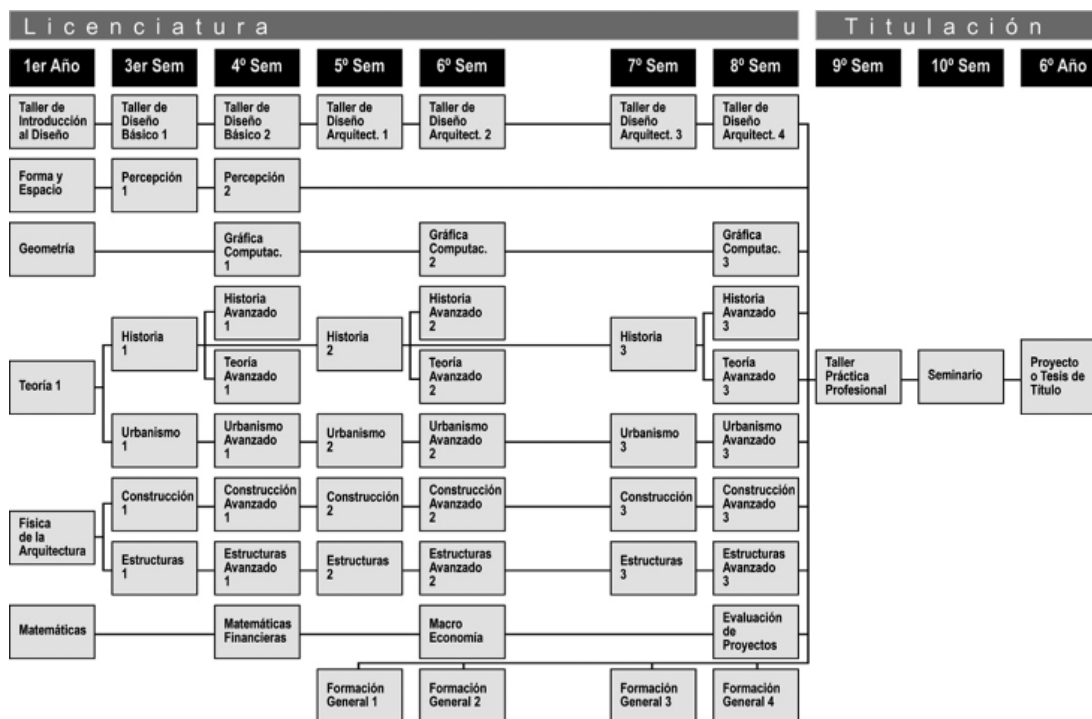 Licenciatura
Titulación
1er Año
3er Sem
4º Sem
5º Sem
6º Sem
7º Sem
8º Sem
9º Sem
10º Sem
6º Año
Taller de
Introducción
al Diseño
Taller de
Diseño
Básico 1
Taller de
Diseño
Básico 2
Taller de
Diseño
Arquitect. 1
Taller de
Diseño
Arquitect. 2
Taller de
Diseño
Arquitect. 3
Taller de
Diseño
Arquitect. 4
Forma y
Espacio
Percepción
1
Percepción
2
Geometría
Gráfica
Computac.
1
Gráfica
Computac.
2
Gráfica
Computac.
3
Historia
Avanzado
1
Historia
Avanzado
2
Historia
Avanzado
3
Historia
1
Historia
2
Historia
3
Teoría 1
Teoría
Avanzado
1
Teoría
Avanzado
2
Teoría
Avanzado
3
Taller
Práctica
Profesional
Seminario
Proyecto
o Tesis de
Título
Urbanismo
1
Urbanismo
Avanzado
1
Urbanismo
2
Urbanismo
Avanzado
2
Urbanismo
3
Urbanismo
Avanzado
3
Construcción
1
Construcción
Avanzado
1
Construcción
2
Construcción
Avanzado
2
Construcción
3
Construcción
Avanzado
3
Física
de la
Arquitectura
Estructuras
1
Estructuras
Avanzado
1
Estructuras
2
Estructuras
Avanzado
2
Estructuras
3
Estructuras
Avanzado
3
Matemáticas
Matemáticas
Financieras
Macro
Economía
Evaluación
de
Proyectos
Formación
General 1
Formación
General 2
Formación
General 3
Formación
General 4